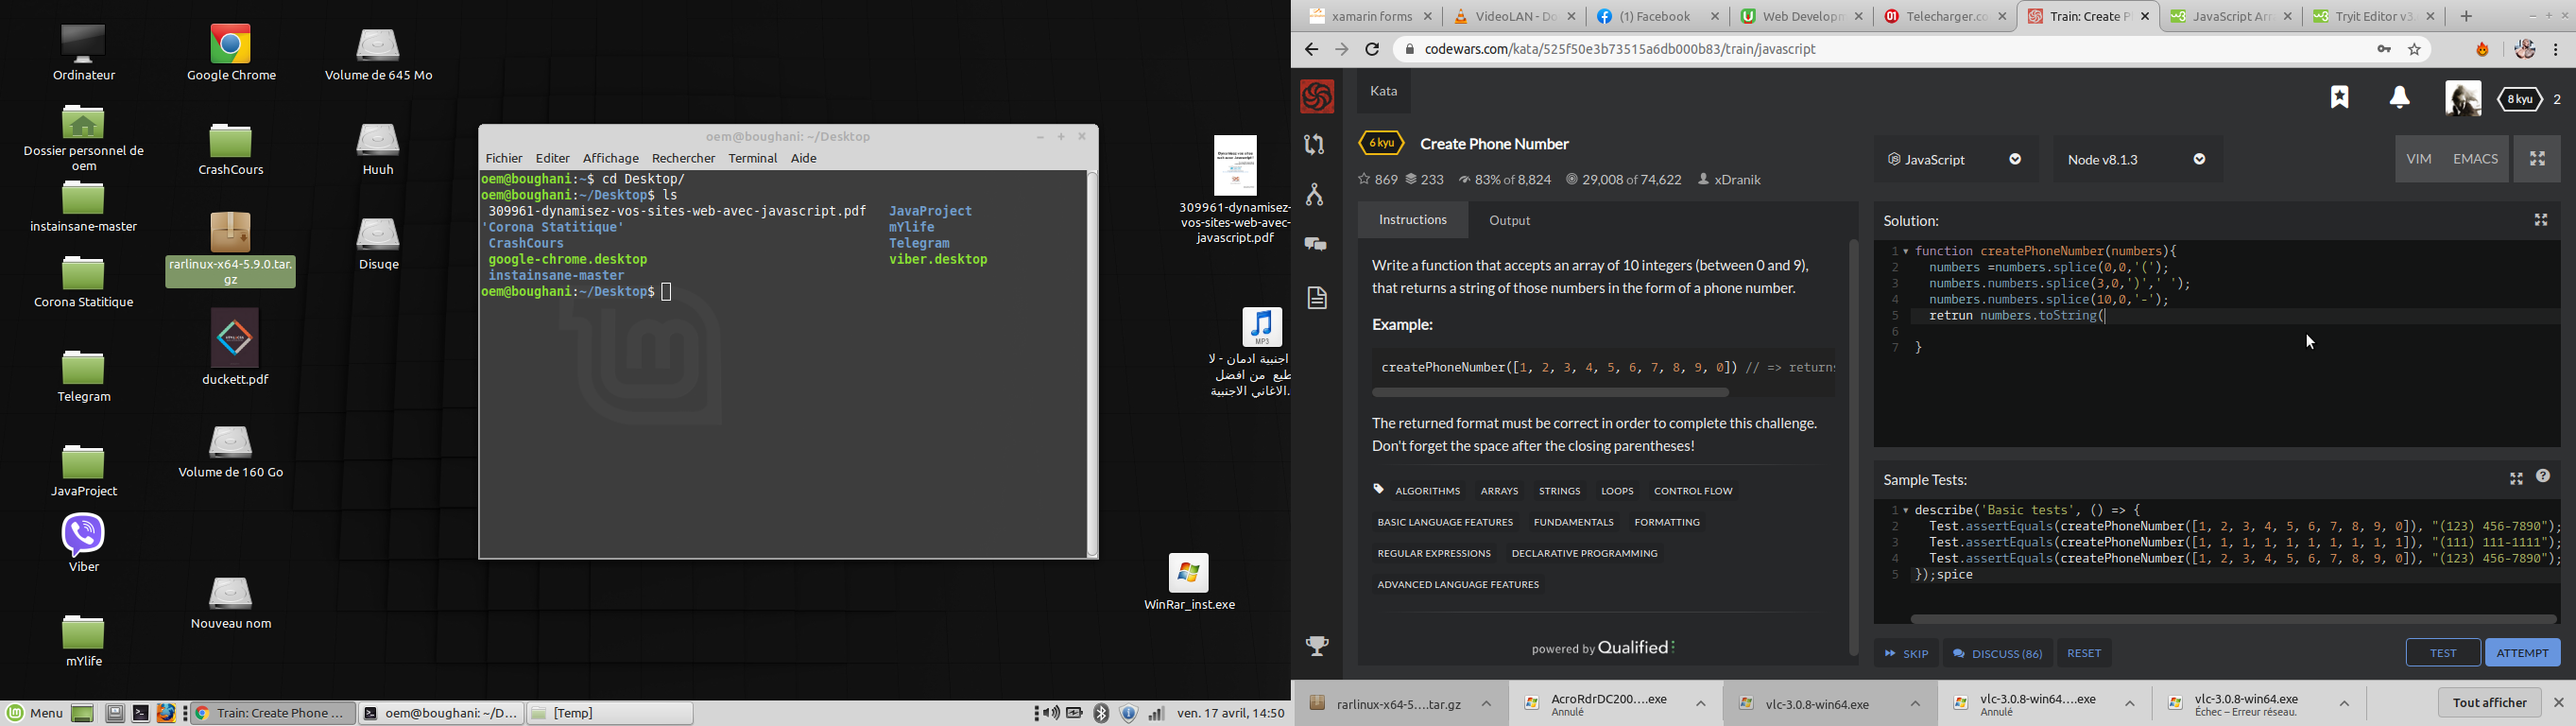 Ordinateur
Google Chrome
Volume de 645 Mo
Dossier personnel de
oem
CrashCours
Huuh
instainsane-master
rarlinux-x64-5.9.0.tar.
gz
Disuqe
Corona Statitique
duckett.pdf
Telegram
Volume de 160 Go
JavaProject
Viber
Nouveau nom
mYlife
oem@boughani: ~/Desktop
Fichier Editer Affichage Rechercher Terminal Aide
oem@boughani:~$ cd Desktop/
oem@boughani:~/Desktop$ ls
309961-dynamisez-vos-sites-web-avec-javascript.pdf JavaProject
'Corona Statitique' mYlife
CrashCours Telegram
google-chrome.desktop viber.desktop
instainsane-master
oem@boughani:~/Desktop$
309961-dynamisez-
vos-sites-web-avec-
javascript.pdf
MP3
اجنبية ادمان - لا
طيع من افضل
الاغاني الاجنبية.
WinRar_inst.exe
Menu
Train: Create Phone ...
oem@boughani: ~/D...
[Temp]
ven. 17 avril, 14:50
xamarin forms
VideoLAN - Do
(1) Facebook
Web Developm
Telecharger.co
Train: Create P
JavaScript Arr
Tryit Editor v3
codewars.com/kata/525f50e3b73515a6db000b83/train/javascript
Kata
8 kyu 2
6 kyu Create Phone Number
869 233 83% of 8,824 29,008 of 74,622 xDranik
JavaScript
Node v8.1.3
VIM EMACS
Instructions Output
Write a function that accepts an array of 10 integers (between 0 and 9),
that returns a string of those numbers in the form of a phone number.
Example:
createPhoneNumber([1, 2, 3, 4, 5, 6, 7, 8, 9, 0]) // => returns
The returned format must be correct in order to complete this challenge.
Don't forget the space after the closing parentheses!
ALGORITHMS ARRAYS STRINGS LOOPS CONTROL FLOW
BASIC LANGUAGE FEATURES FUNDAMENTALS FORMATTING
REGULAR EXPRESSIONS DECLARATIVE PROGRAMMING
ADVANCED LANGUAGE FEATURES
powered by Qualified
Solution:
1 function createPhoneNumber(numbers){
2 numbers =numbers.splice(0,0,'(');
3 numbers.numbers.splice(3,0,')',' ');
4 numbers.numbers.splice(10,0,'-');
5 retrun numbers.toString(
6
7 }
Sample Tests:
1 describe('Basic tests', () => {
2 Test.assertEquals(createPhoneNumber([1, 2, 3, 4, 5, 6, 7, 8, 9, 0]), "(123) 456-7890");
3 Test.assertEquals(createPhoneNumber([1, 1, 1, 1, 1, 1, 1, 1, 1, 1]), "(111) 111-1111");
4 Test.assertEquals(createPhoneNumber([1, 2, 3, 4, 5, 6, 7, 8, 9, 0]), "(123) 456-7890");
5 });spice
SKIP DISCUSS (86) RESET
TEST ATTEMPT
rarlinux-x64-5....tar.gz
AcroRdrDC200....exe
Annulé
vlc-3.0.8-win64.exe
vlc-3.0.8-win64....exe
Annulé
vlc-3.0.8-win64.exe
Échec – Erreur réseau.
Tout afficher